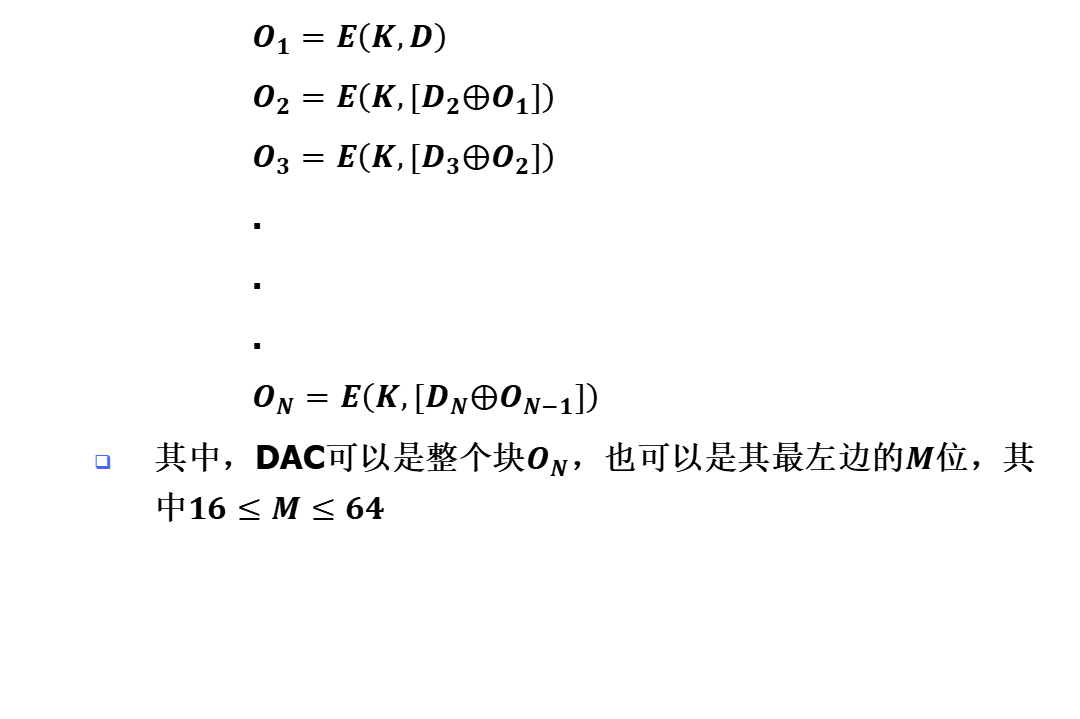 O₁ = E(K, D)
O₂ = E(K, [D₂⊕O₁])
O₃ = E(K, [D₃⊕O₂])
.
.
.
O_N = E(K, [D_N⊕O_{N−1}])
其中，DAC可以是整个块O_N，也可以是其最左边的M位，其
中16 ≤ M ≤ 64